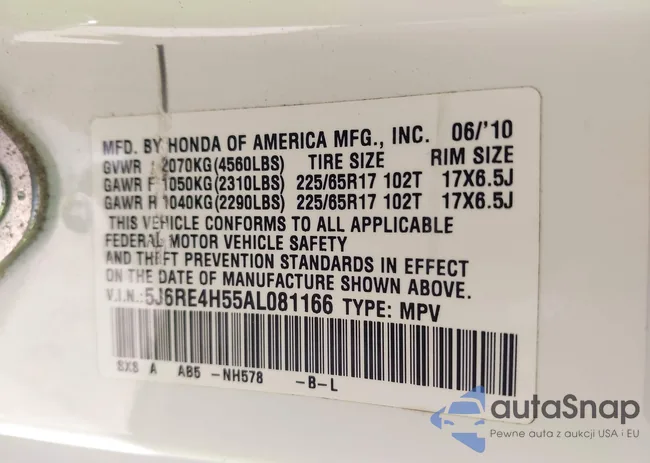 MFD. BY HONDA OF AMERICA MFG., INC. 06/'10
GVWR 2070KG(4560LBS) TIRE SIZE RIM SIZE
GAWR F 1050KG(2310LBS) 225/65R17 102T 17X6.5J
GAWR R 1040KG(2290LBS) 225/65R17 102T 17X6.5J
THIS VEHICLE CONFORMS TO ALL APPLICABLE
FEDERAL MOTOR VEHICLE SAFETY
AND THEFT PREVENTION STANDARDS IN EFFECT
ON THE DATE OF MANUFACTURE SHOWN ABOVE.
V.I.N.:5J6RE4H55AL081166 TYPE: MPV
SXS A AB5 -NH578 -B-L
autaSnap
Pewne auta z aukcji USA i EU